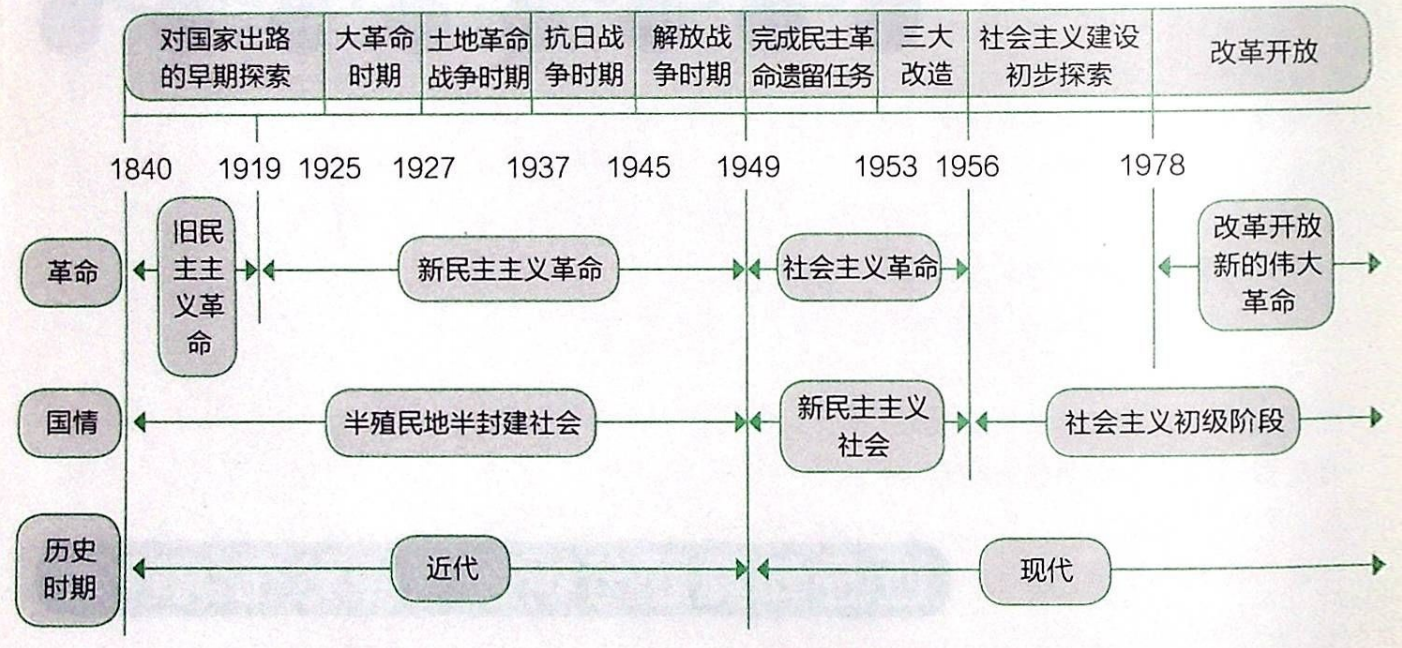 对国家出路
的早期探索
大革命
时期
土地革命
战争时期
抗日战
争时期
解放战
争时期
完成民主革
命遗留任务
三大
改造
社会主义建设
初步探索
改革开放
1840 1919 1925 1927 1937 1945 1949 1953 1956 1978
革命
旧民
主主
义革
命
新民主主义革命
社会主义革命
改革开放
新的伟大
革命
国情
半殖民地半封建社会
新民主主义
社会
社会主义初级阶段
历史
时期
近代
现代